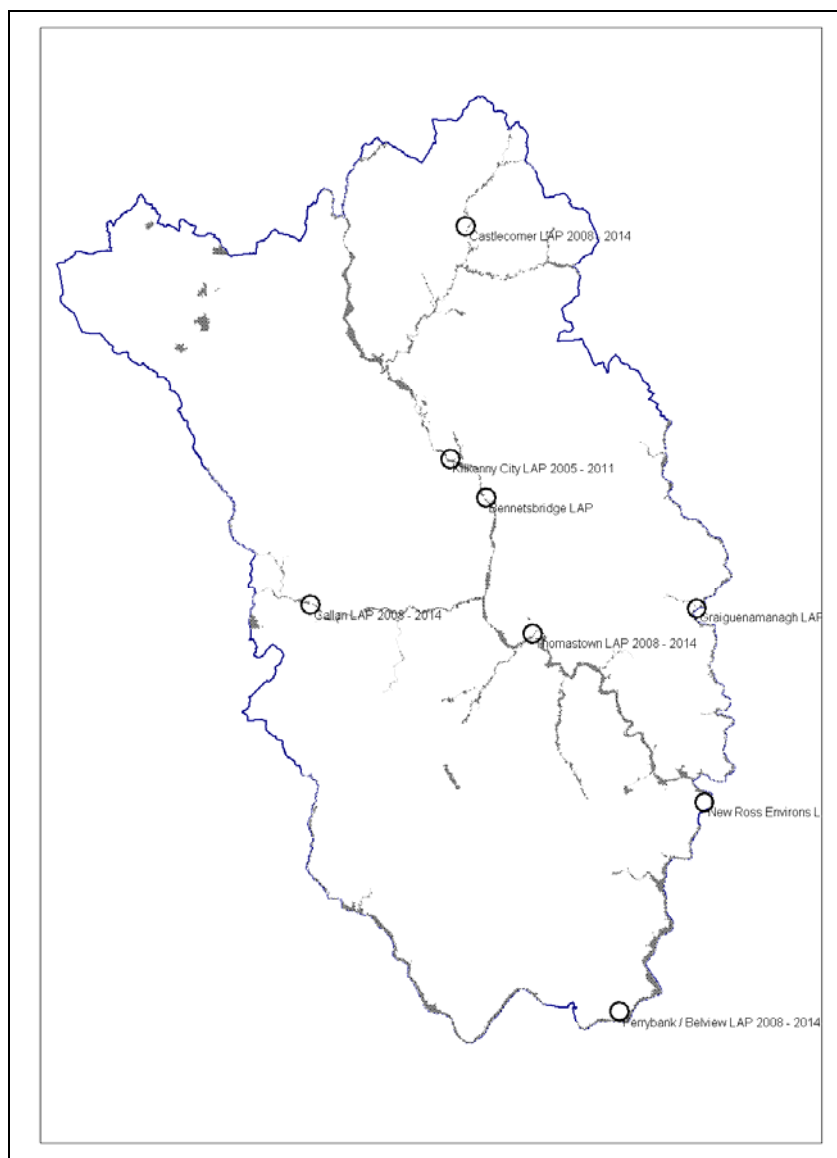 Castlecomer LAP 2008 - 2014
Kilkenny City LAP 2005 - 2011
Bennetsbridge LAP
Callan LAP 2008 - 2014
Graiguenamanagh LAP
Thomastown LAP 2008 - 2014
New Ross Environs L
Ferrybank / Belview LAP 2008 - 2014